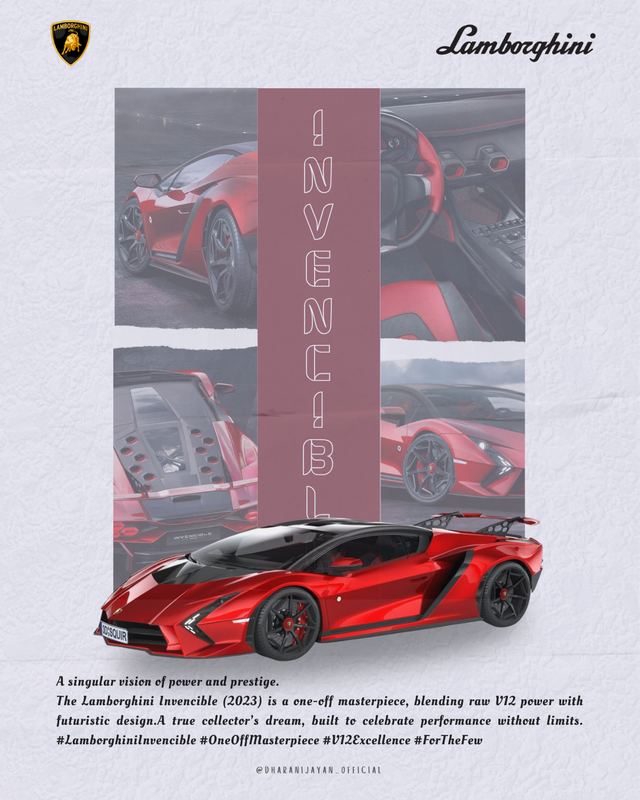 LAMBORGHINI
Lamborghini
INVENCIBL
INVENCIBLE
A singular vision of power and prestige.
The Lamborghini Invencible (2023) is a one-off masterpiece, blending raw V12 power with
futuristic design.A true collector's dream, built to celebrate performance without limits.
#LamborghiniInvencible #OneOffMasterpiece #V12Excellence #ForTheFew
@DHARANIJAYAN_OFFICIAL